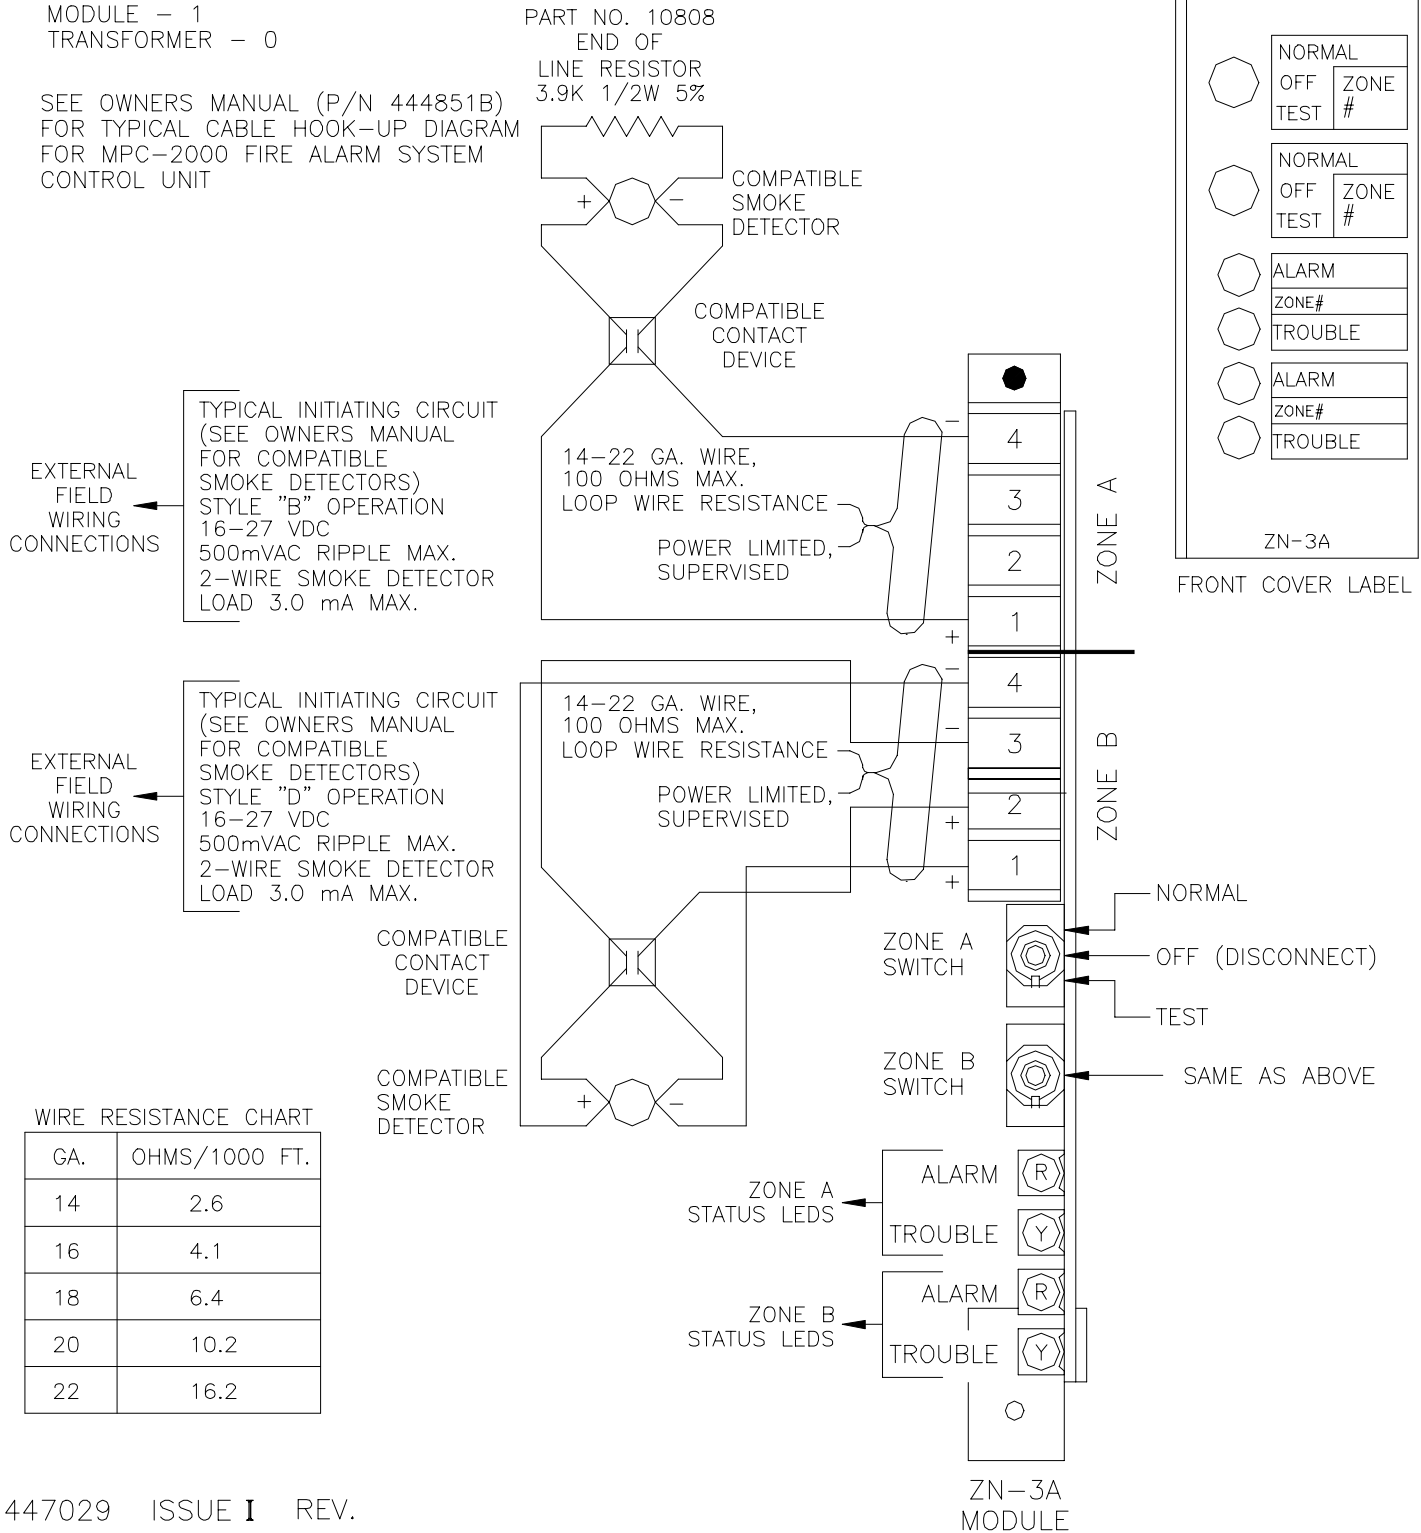 MODULE – 1
TRANSFORMER – 0
SEE OWNERS MANUAL (P/N 444851B)
FOR TYPICAL CABLE HOOK–UP DIAGRAM
FOR MPC–2000 FIRE ALARM SYSTEM
CONTROL UNIT
PART NO. 10808
END OF
LINE RESISTOR
3.9K 1/2W 5%
+
–
COMPATIBLE
SMOKE
DETECTOR
COMPATIBLE
CONTACT
DEVICE
NORMAL
OFF
TEST
ZONE
#
NORMAL
OFF
TEST
ZONE
#
ALARM
ZONE#
TROUBLE
ALARM
ZONE#
TROUBLE
ZN–3A
FRONT COVER LABEL
EXTERNAL
FIELD
WIRING
CONNECTIONS
TYPICAL INITIATING CIRCUIT
(SEE OWNERS MANUAL
FOR COMPATIBLE
SMOKE DETECTORS)
STYLE "B" OPERATION
16–27 VDC
500mVAC RIPPLE MAX.
2–WIRE SMOKE DETECTOR
LOAD 3.0 mA MAX.
14–22 GA. WIRE,
100 OHMS MAX.
LOOP WIRE RESISTANCE
POWER LIMITED,
SUPERVISED
–
+
4
3
2
1
ZONE A
EXTERNAL
FIELD
WIRING
CONNECTIONS
TYPICAL INITIATING CIRCUIT
(SEE OWNERS MANUAL
FOR COMPATIBLE
SMOKE DETECTORS)
STYLE "D" OPERATION
16–27 VDC
500mVAC RIPPLE MAX.
2–WIRE SMOKE DETECTOR
LOAD 3.0 mA MAX.
14–22 GA. WIRE,
100 OHMS MAX.
LOOP WIRE RESISTANCE
POWER LIMITED,
SUPERVISED
–
–
+
+
4
3
2
1
ZONE B
COMPATIBLE
CONTACT
DEVICE
COMPATIBLE
SMOKE
DETECTOR
+
–
ZONE A
SWITCH
NORMAL
OFF (DISCONNECT)
TEST
ZONE B
SWITCH
SAME AS ABOVE
ZONE A
STATUS LEDS
ALARM
R
TROUBLE
Y
ZONE B
STATUS LEDS
ALARM
R
TROUBLE
Y
ZN–3A
MODULE
WIRE RESISTANCE CHART
GA. OHMS/1000 FT.
14 2.6
16 4.1
18 6.4
20 10.2
22 16.2
447029 ISSUE I REV.